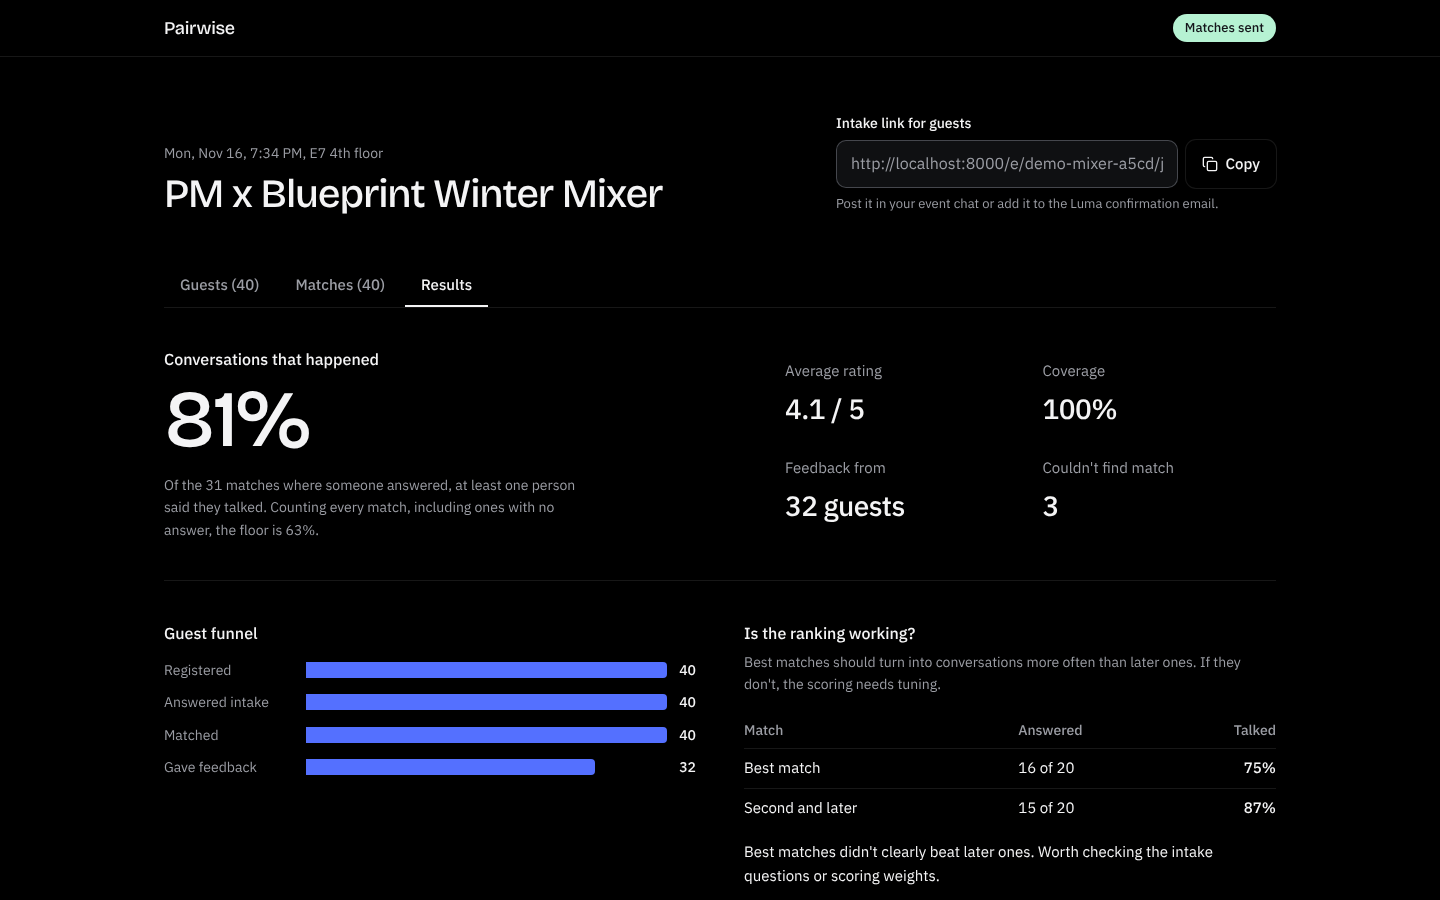 Pairwise
Matches sent
Mon, Nov 16, 7:34 PM, E7 4th floor
PM x Blueprint Winter Mixer
Intake link for guests
http://localhost:8000/e/demo-mixer-a5cd/j
Copy
Post it in your event chat or add it to the Luma confirmation email.
Guests (40)
Matches (40)
Results
Conversations that happened
81%
Of the 31 matches where someone answered, at least one person
said they talked. Counting every match, including ones with no
answer, the floor is 63%.
Average rating
4.1 / 5
Coverage
100%
Feedback from
32 guests
Couldn't find match
3
Guest funnel
Registered 40
Answered intake 40
Matched 40
Gave feedback 32
Is the ranking working?
Best matches should turn into conversations more often than later ones. If they
don't, the scoring needs tuning.
Match Answered Talked
Best match 16 of 20 75%
Second and later 15 of 20 87%
Best matches didn't clearly beat later ones. Worth checking the intake
questions or scoring weights.